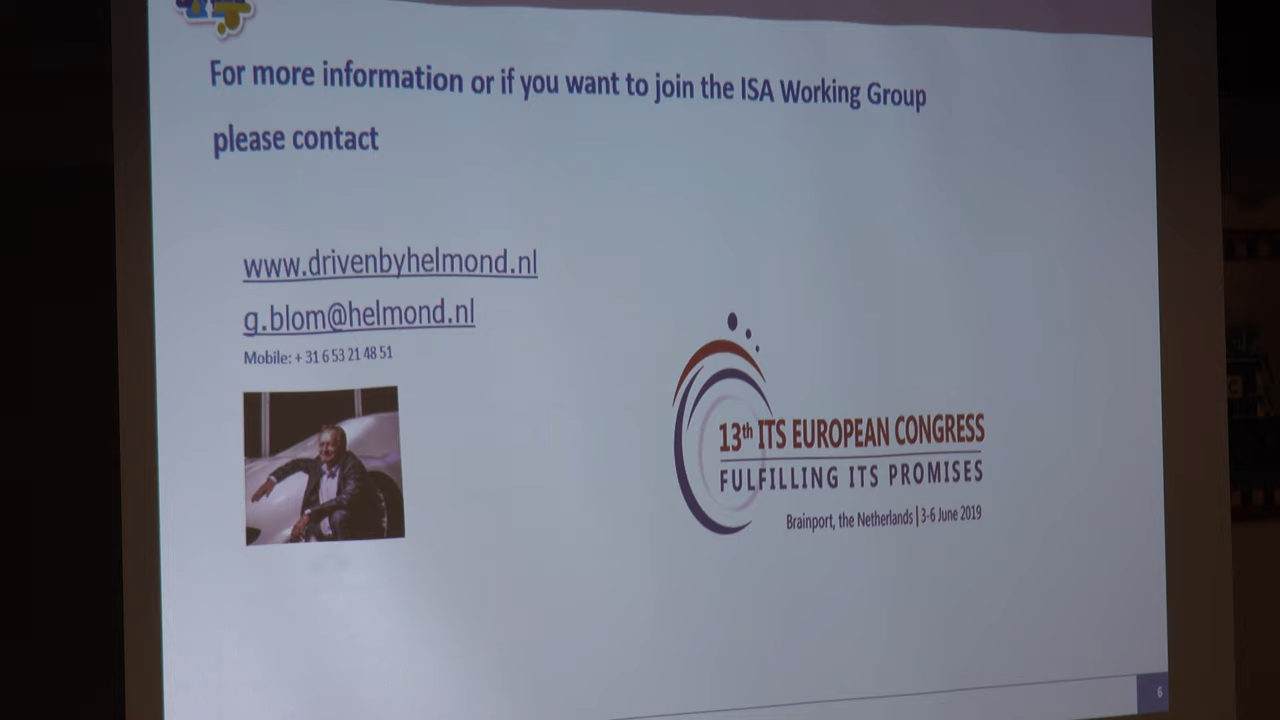 For more information or if you want to join the ISA Working Group
please contact
www.drivenbyhelmond.nl
g.blom@helmond.nl
Mobile: + 31 6 53 21 48 51
13th ITS EUROPEAN CONGRESS
FULFILLING ITS PROMISES
Brainport, the Netherlands | 3-6 June 2019
6